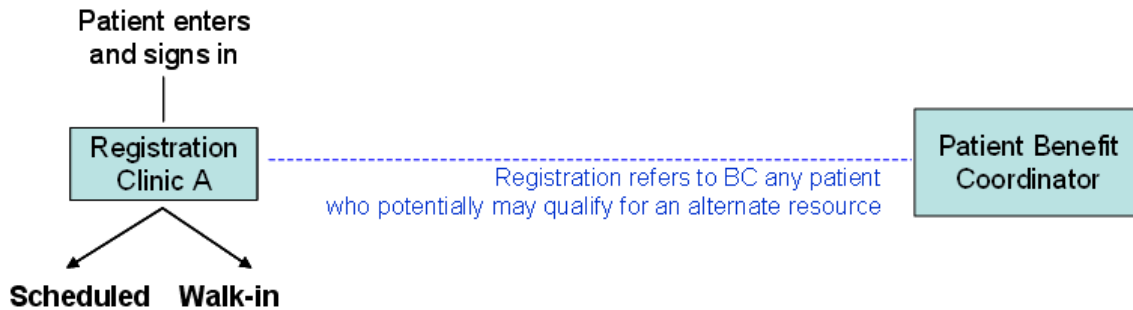 Patient enters
and signs in
Registration
Clinic A
Registration refers to BC any patient
who potentially may qualify for an alternate resource
Patient Benefit
Coordinator
Scheduled
Walk-in